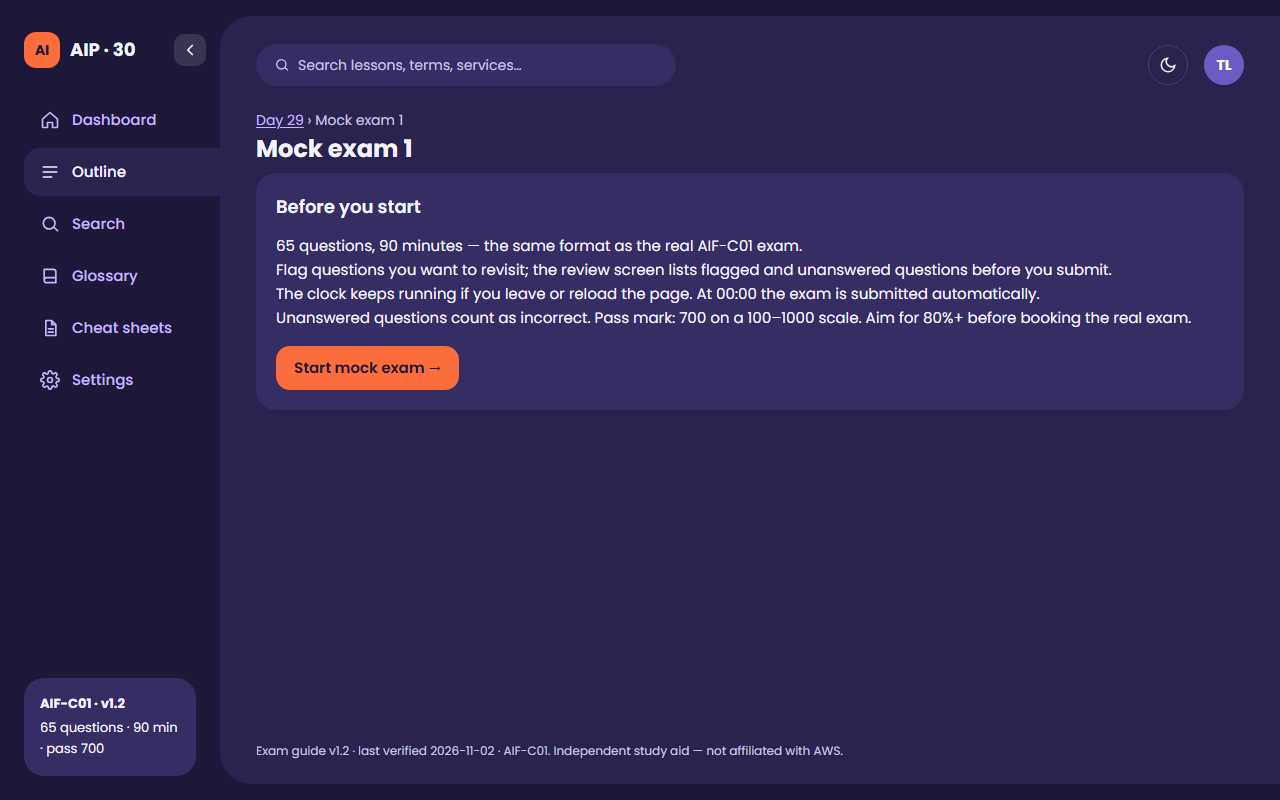 AI
AIP · 30
Dashboard
Outline
Search
Glossary
Cheat sheets
Settings
AIF-C01 · v1.2
65 questions · 90 min
· pass 700
Search lessons, terms, services…
TL
Day 29 › Mock exam 1
Mock exam 1
Before you start
65 questions, 90 minutes — the same format as the real AIF-C01 exam.
Flag questions you want to revisit; the review screen lists flagged and unanswered questions before you submit.
The clock keeps running if you leave or reload the page. At 00:00 the exam is submitted automatically.
Unanswered questions count as incorrect. Pass mark: 700 on a 100–1000 scale. Aim for 80%+ before booking the real exam.
Start mock exam →
Exam guide v1.2 · last verified 2026-11-02 · AIF-C01. Independent study aid — not affiliated with AWS.